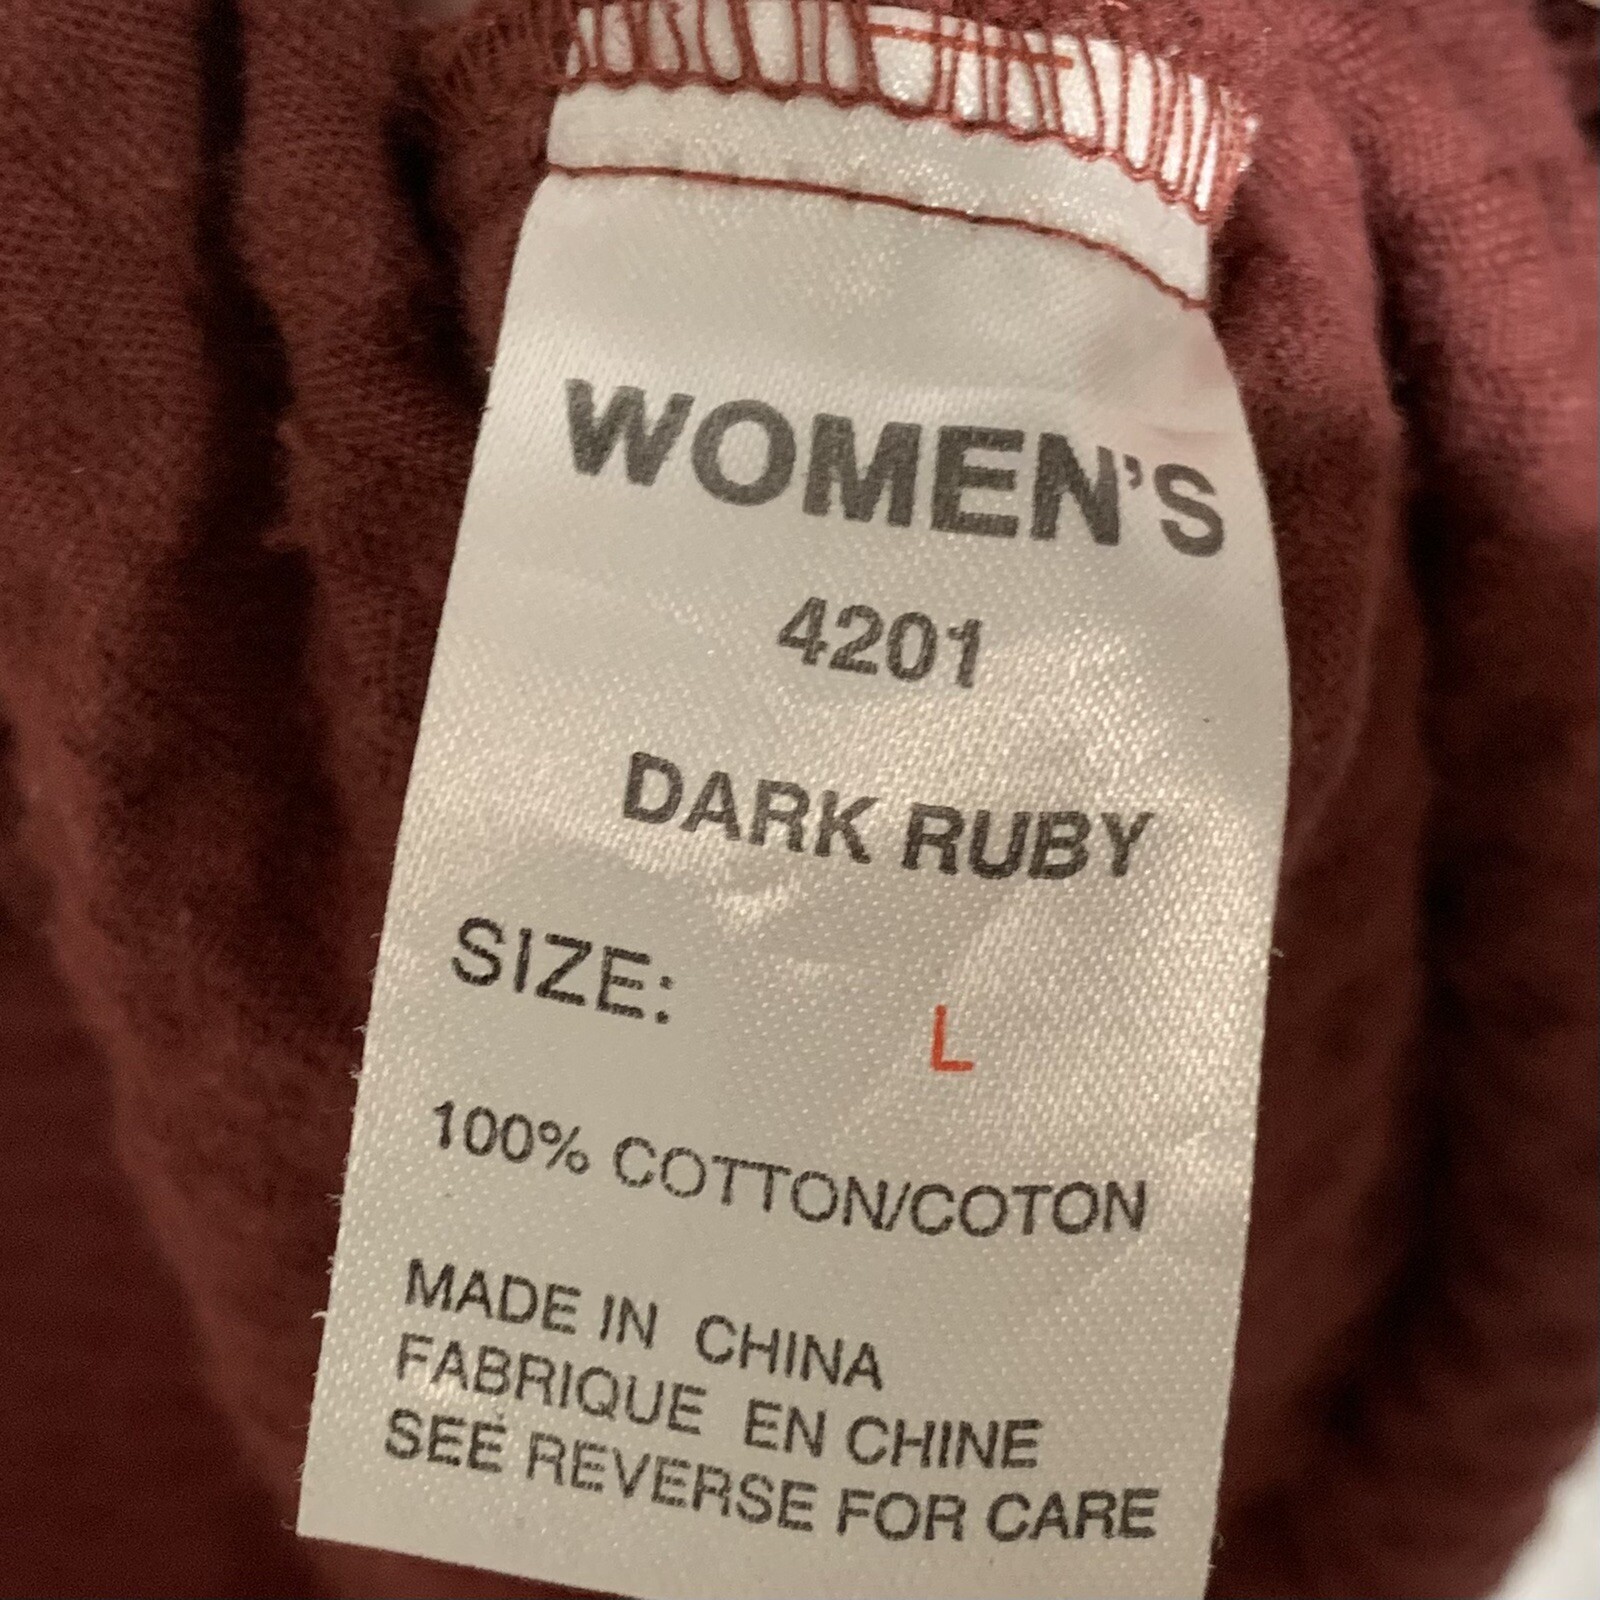 WOMEN'S
4201
DARK RUBY
SIZE: L
100% COTTON/COTON
MADE IN CHINA
FABRIQUE EN CHINE
SEE REVERSE FOR CARE